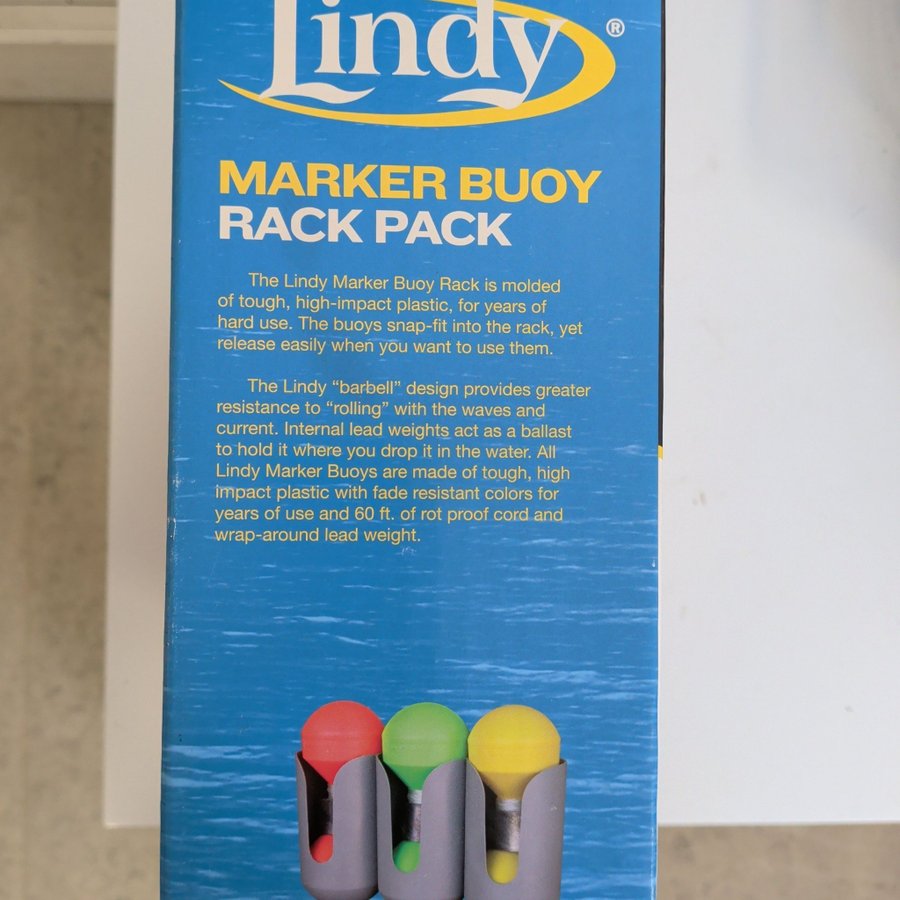 Lindy®
MARKER BUOY
RACK PACK
The Lindy Marker Buoy Rack is molded
of tough, high-impact plastic, for years of
hard use. The buoys snap-fit into the rack, yet
release easily when you want to use them.
The Lindy “barbell” design provides greater
resistance to “rolling” with the waves and
current. Internal lead weights act as a ballast
to hold it where you drop it in the water. All
Lindy Marker Buoys are made of tough, high
impact plastic with fade resistant colors for
years of use and 60 ft. of rot proof cord and
wrap-around lead weight.